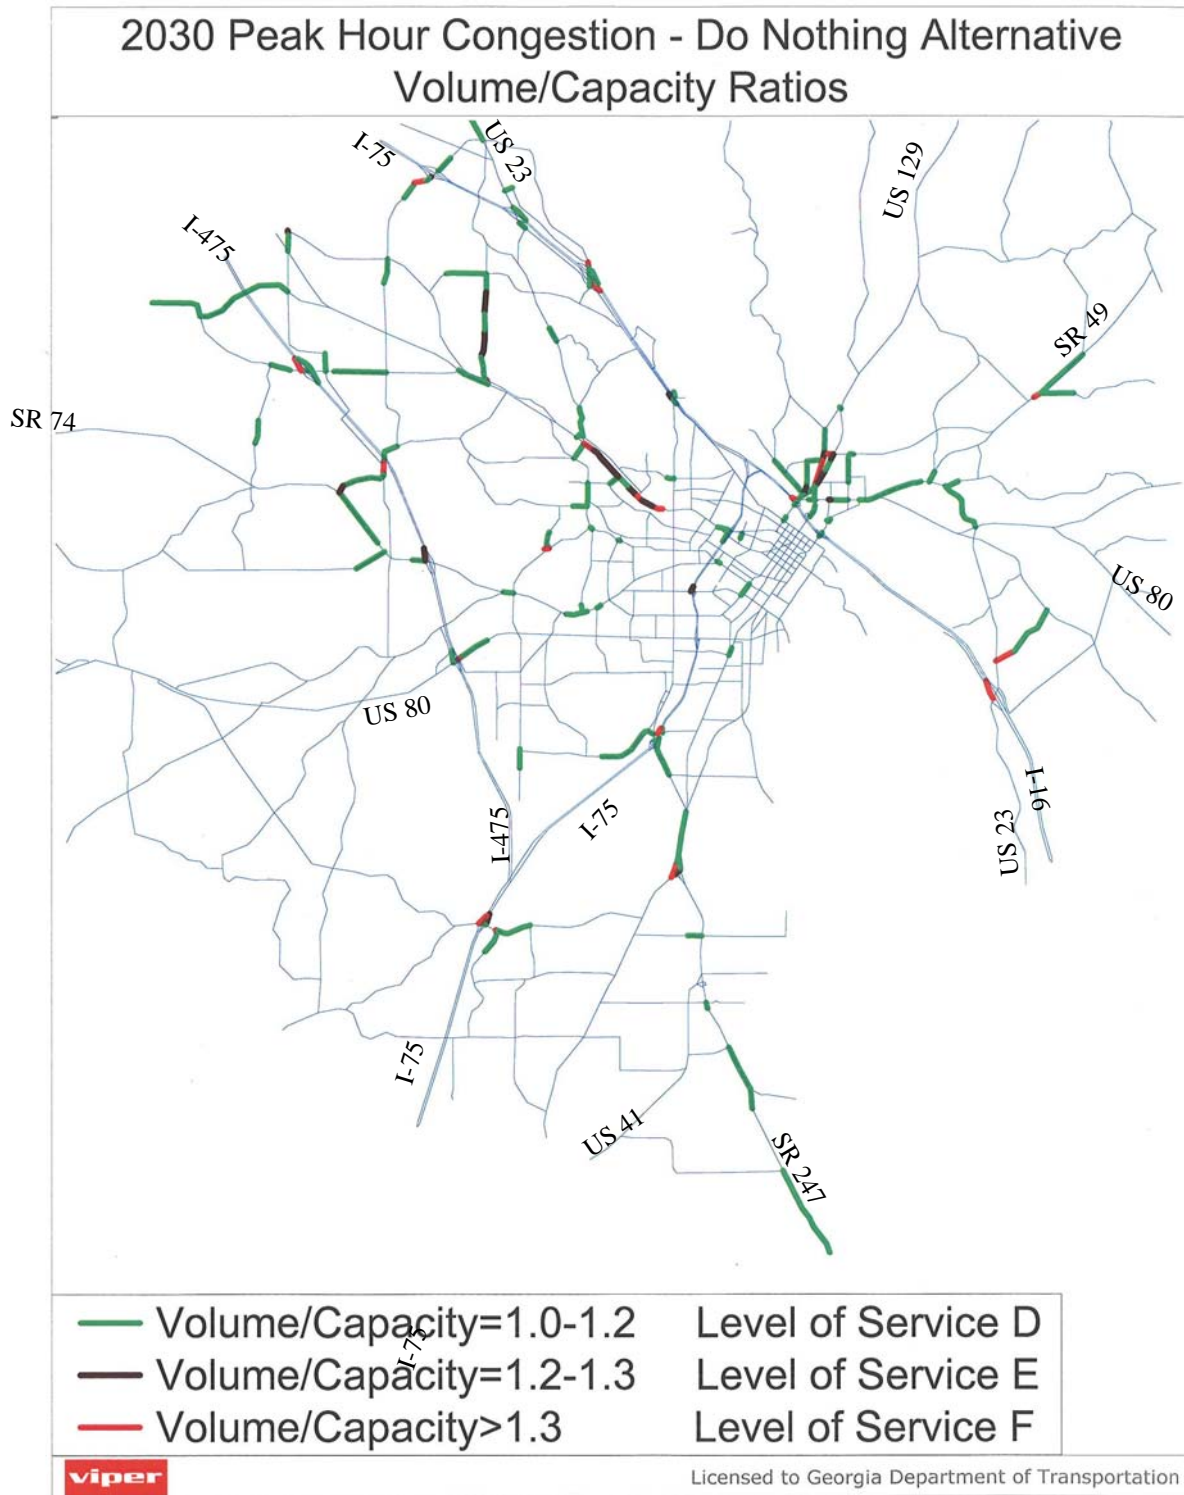 2030 Peak Hour Congestion - Do Nothing Alternative
Volume/Capacity Ratios
I-75
US 23
US 129
I-475
SR 49
SR 74
US 80
US 80
I-16
US 23
I-475
I-75
I-75
US 41
SR 247
Volume/Capacity=1.0-1.2 Level of Service D
I-75
Volume/Capacity=1.2-1.3 Level of Service E
Volume/Capacity>1.3 Level of Service F
viper
Licensed to Georgia Department of Transportation